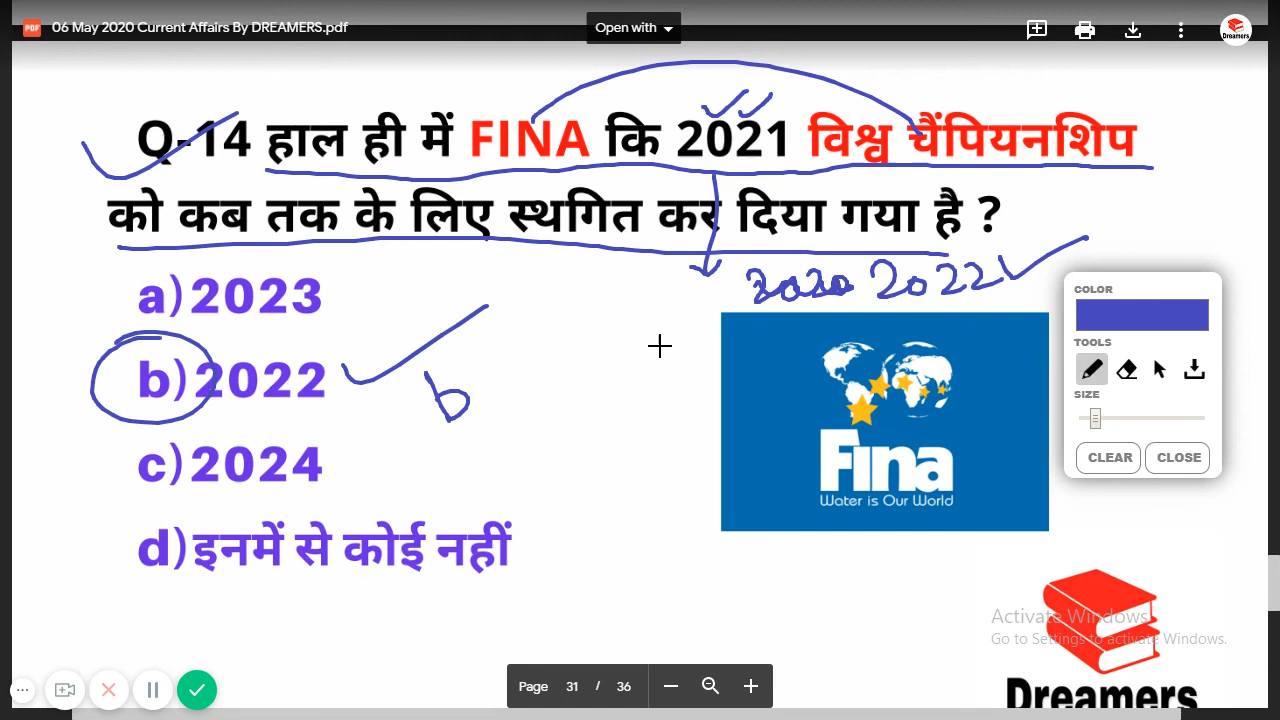 06 May 2020 Current Affairs By DREAMERS.pdf
Open with
Dreamers
Q-14 हाल ही में FINA कि 2021 विश्व चैंपियनशिप
को कब तक के लिए स्थगित कर दिया गया है ?
2022
a)2023
b)2022
b
c)2024
d)इनमें से कोई नहीं
COLOR
TOOLS
SIZE
CLEAR
CLOSE
Fina
Water is Our World
Activate Windows
Go to Settings to activate Windows.
Dreamers
Page 31 / 36